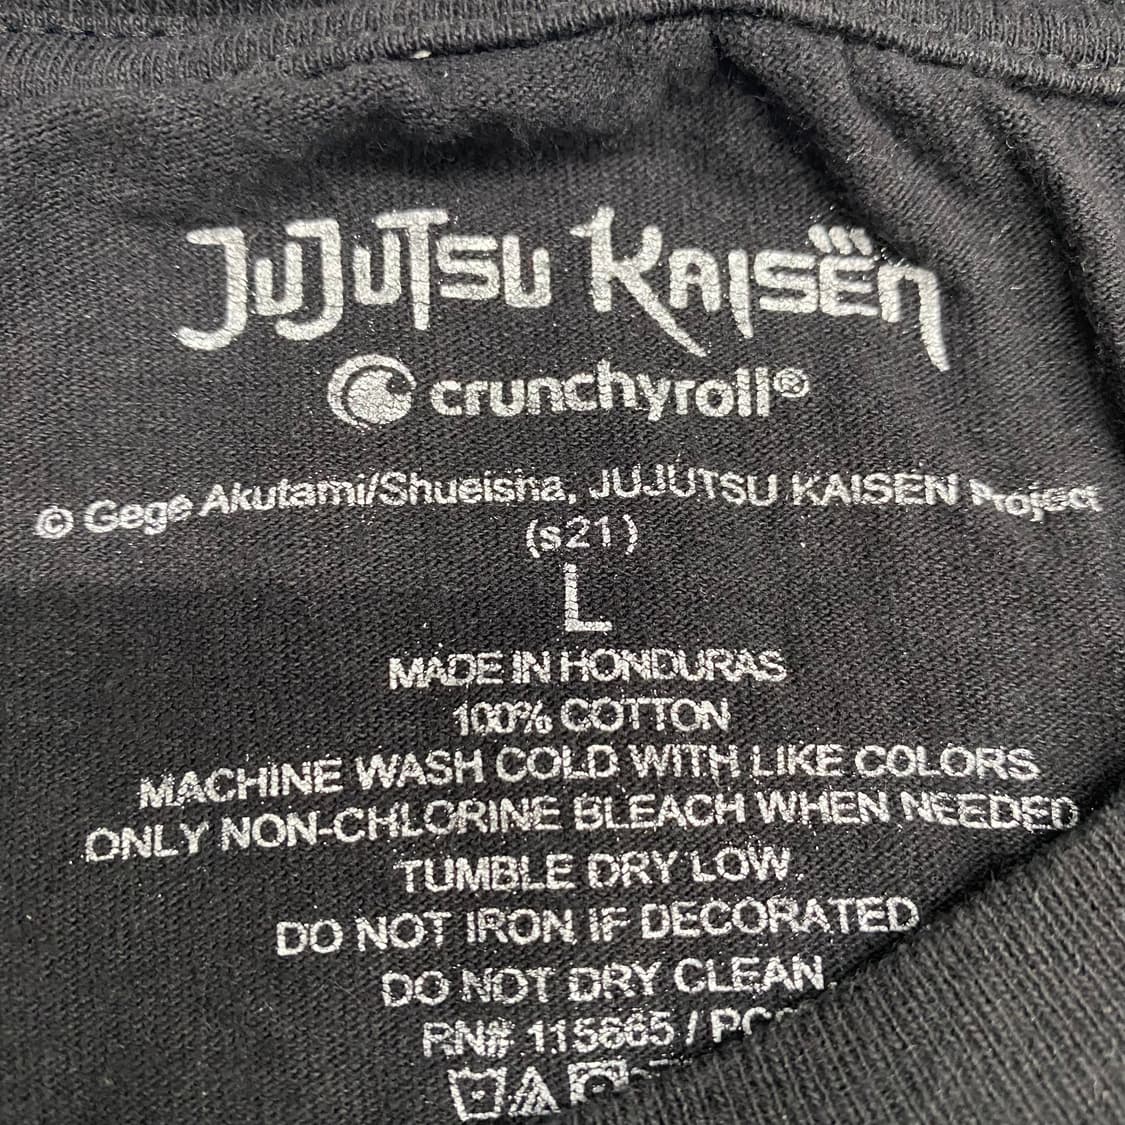 JUJUTSU KAISEN
crunchyroll®
© Gege Akutami/Shueisha, JUJUTSU KAISEN Project
(s21)
L
MADE IN HONDURAS
100% COTTON
MACHINE WASH COLD WITH LIKE COLORS
ONLY NON-CHLORINE BLEACH WHEN NEEDED
TUMBLE DRY LOW.
DO NOT IRON IF DECORATED
DO NOT DRY CLEAN.
RN# 115665 /